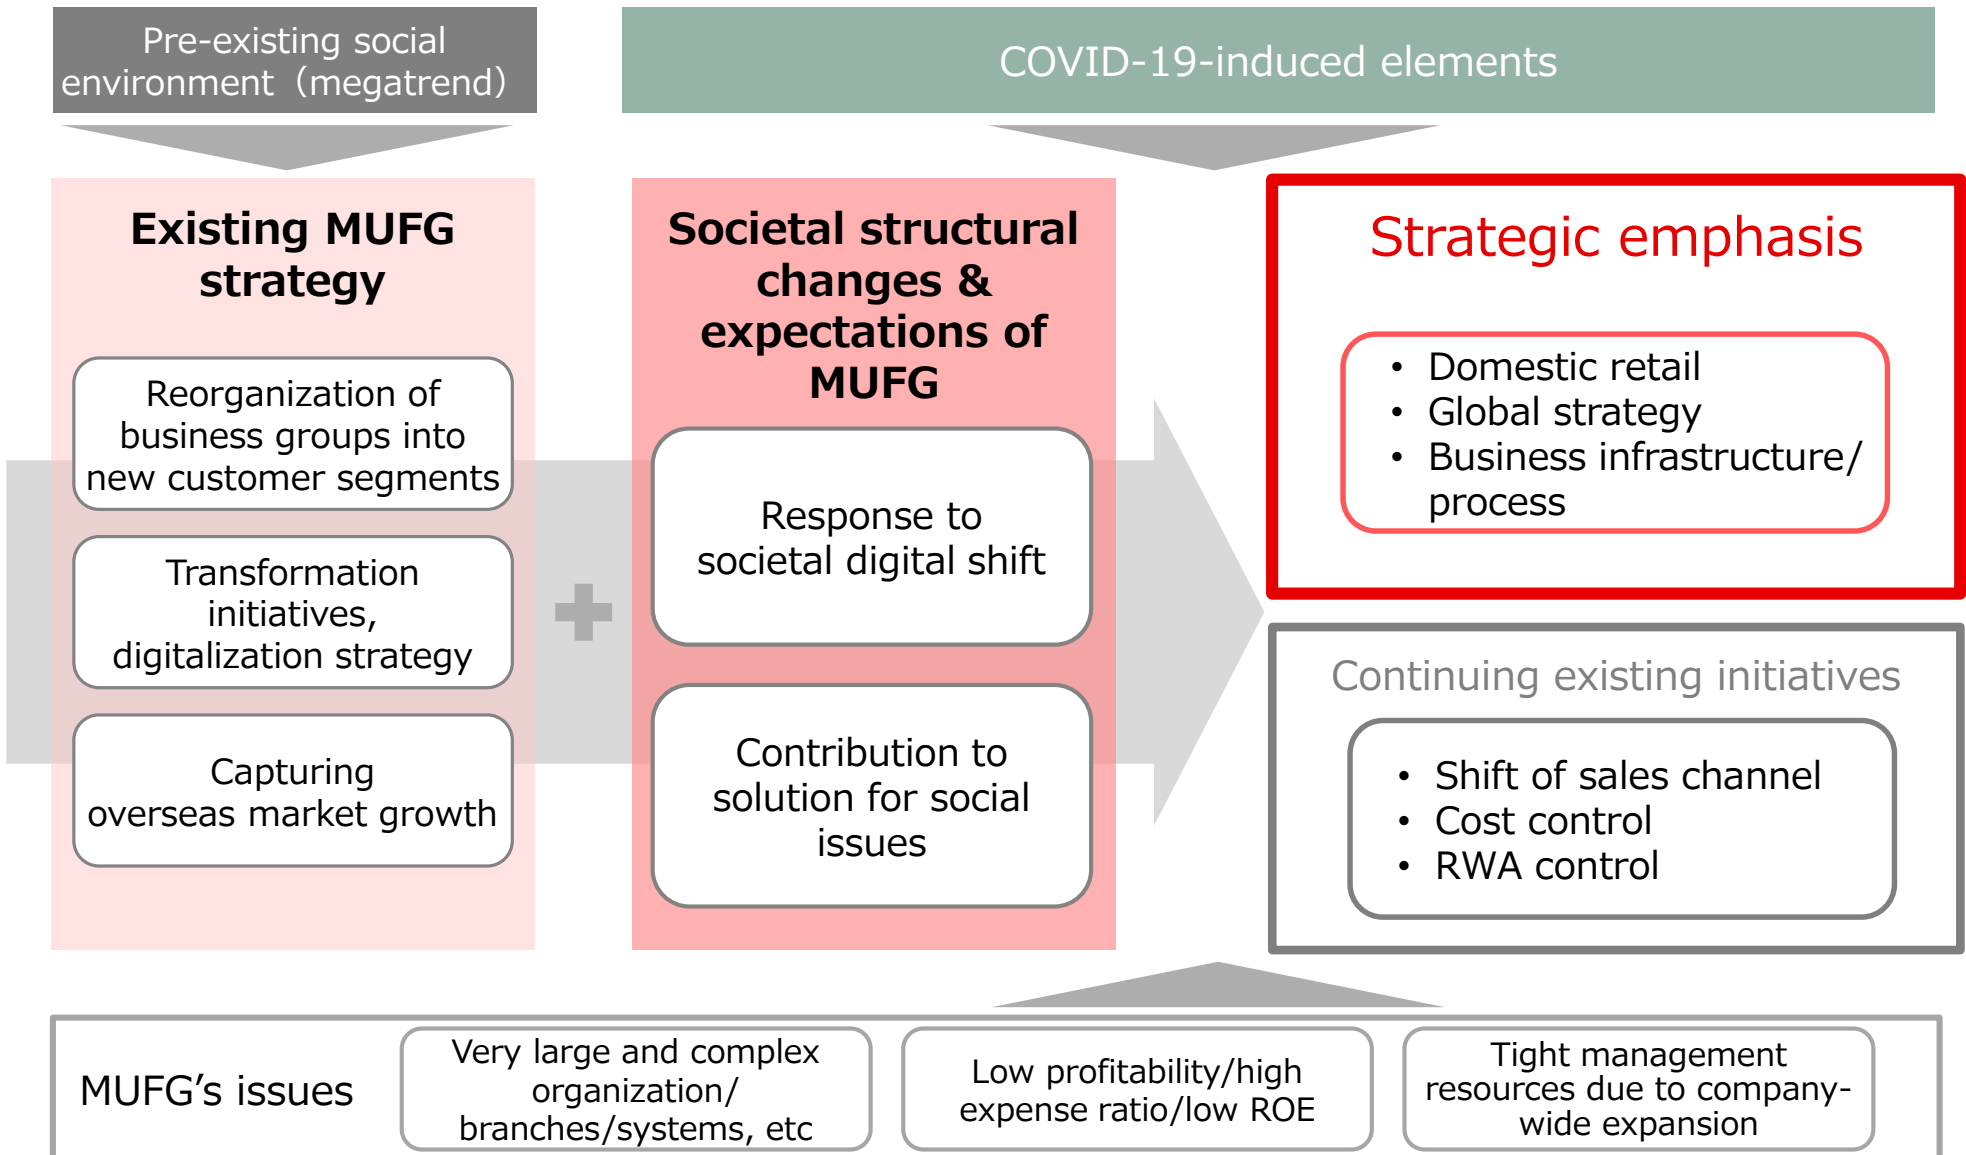 Pre-existing social
environment（megatrend）
COVID-19-induced elements
Existing MUFG
strategy
Reorganization of
business groups into
new customer segments
Transformation
initiatives,
digitalization strategy
Capturing
overseas market growth
Societal structural
changes &
expectations of
MUFG
Response to
societal digital shift
Contribution to
solution for social
issues
Strategic emphasis
• Domestic retail
• Global strategy
• Business infrastructure/
process
Continuing existing initiatives
• Shift of sales channel
• Cost control
• RWA control
MUFG’s issues
Very large and complex
organization/
branches/systems, etc
Low profitability/high
expense ratio/low ROE
Tight management
resources due to company-
wide expansion